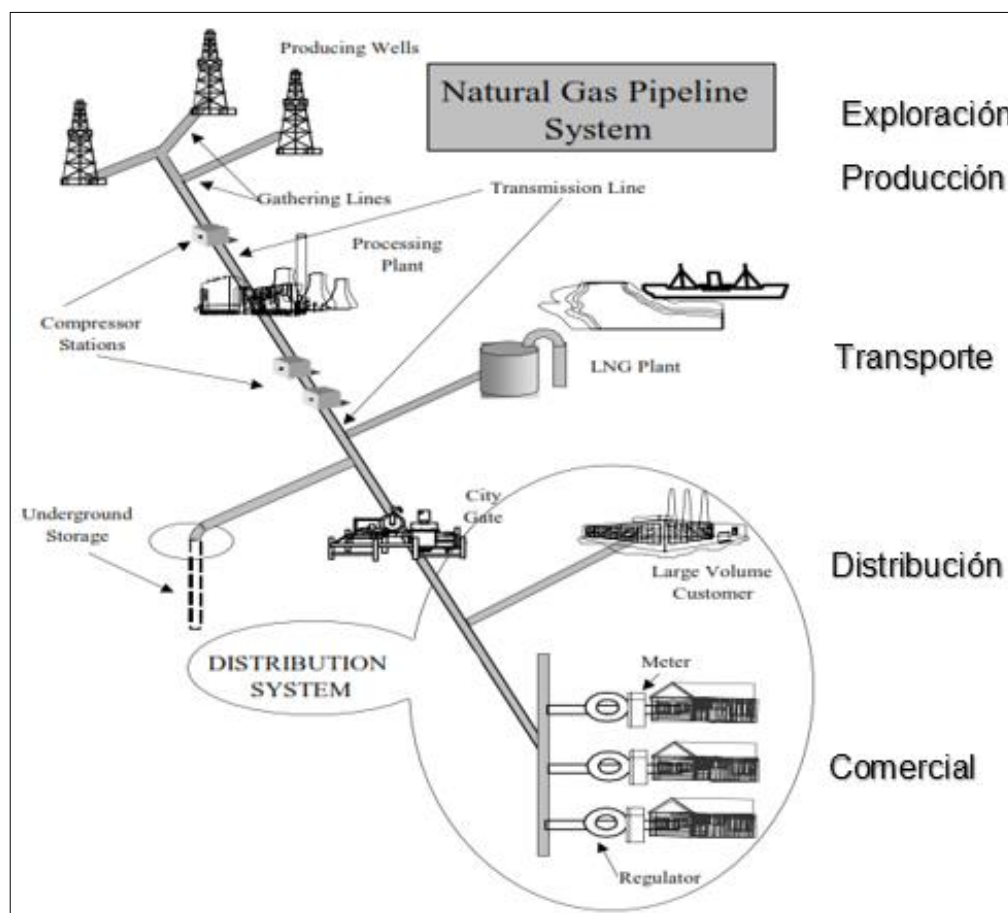 Producing Wells
Natural Gas Pipeline
System
Exploración
Producción
Gathering Lines
Transmission Line
Processing
Plant
Compressor
Stations
LNG Plant
Transporte
Underground
Storage
City
Gate
Large Volume
Customer
Distribución
DISTRIBUTION
SYSTEM
Meter
Comercial
Regulator